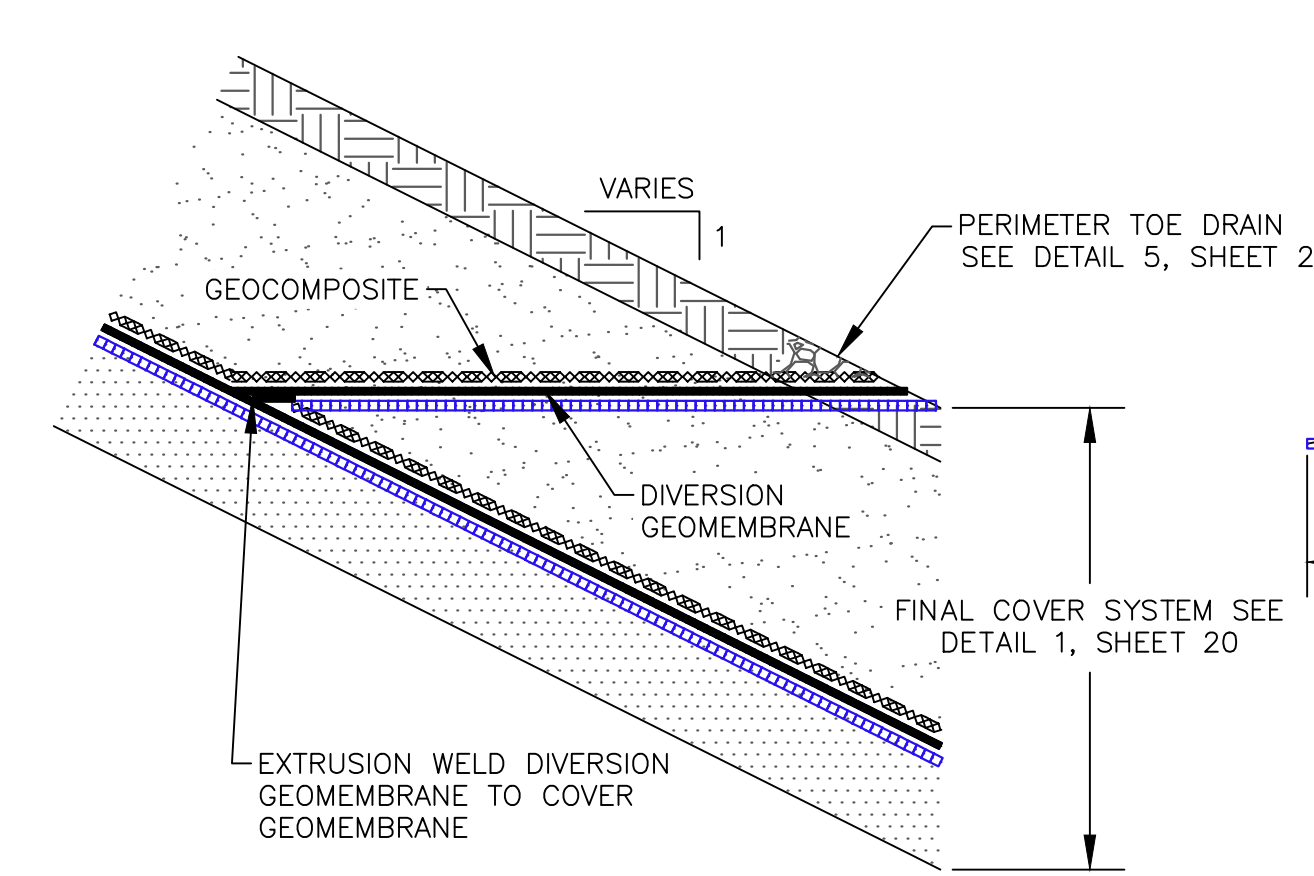 VARIES
1
PERIMETER TOE DRAIN
SEE DETAIL 5, SHEET 2
GEOCOMPOSITE
DIVERSION
GEOMEMBRANE
FINAL COVER SYSTEM SEE
DETAIL 1, SHEET 20
EXTRUSION WELD DIVERSION
GEOMEMBRANE TO COVER
GEOMEMBRANE